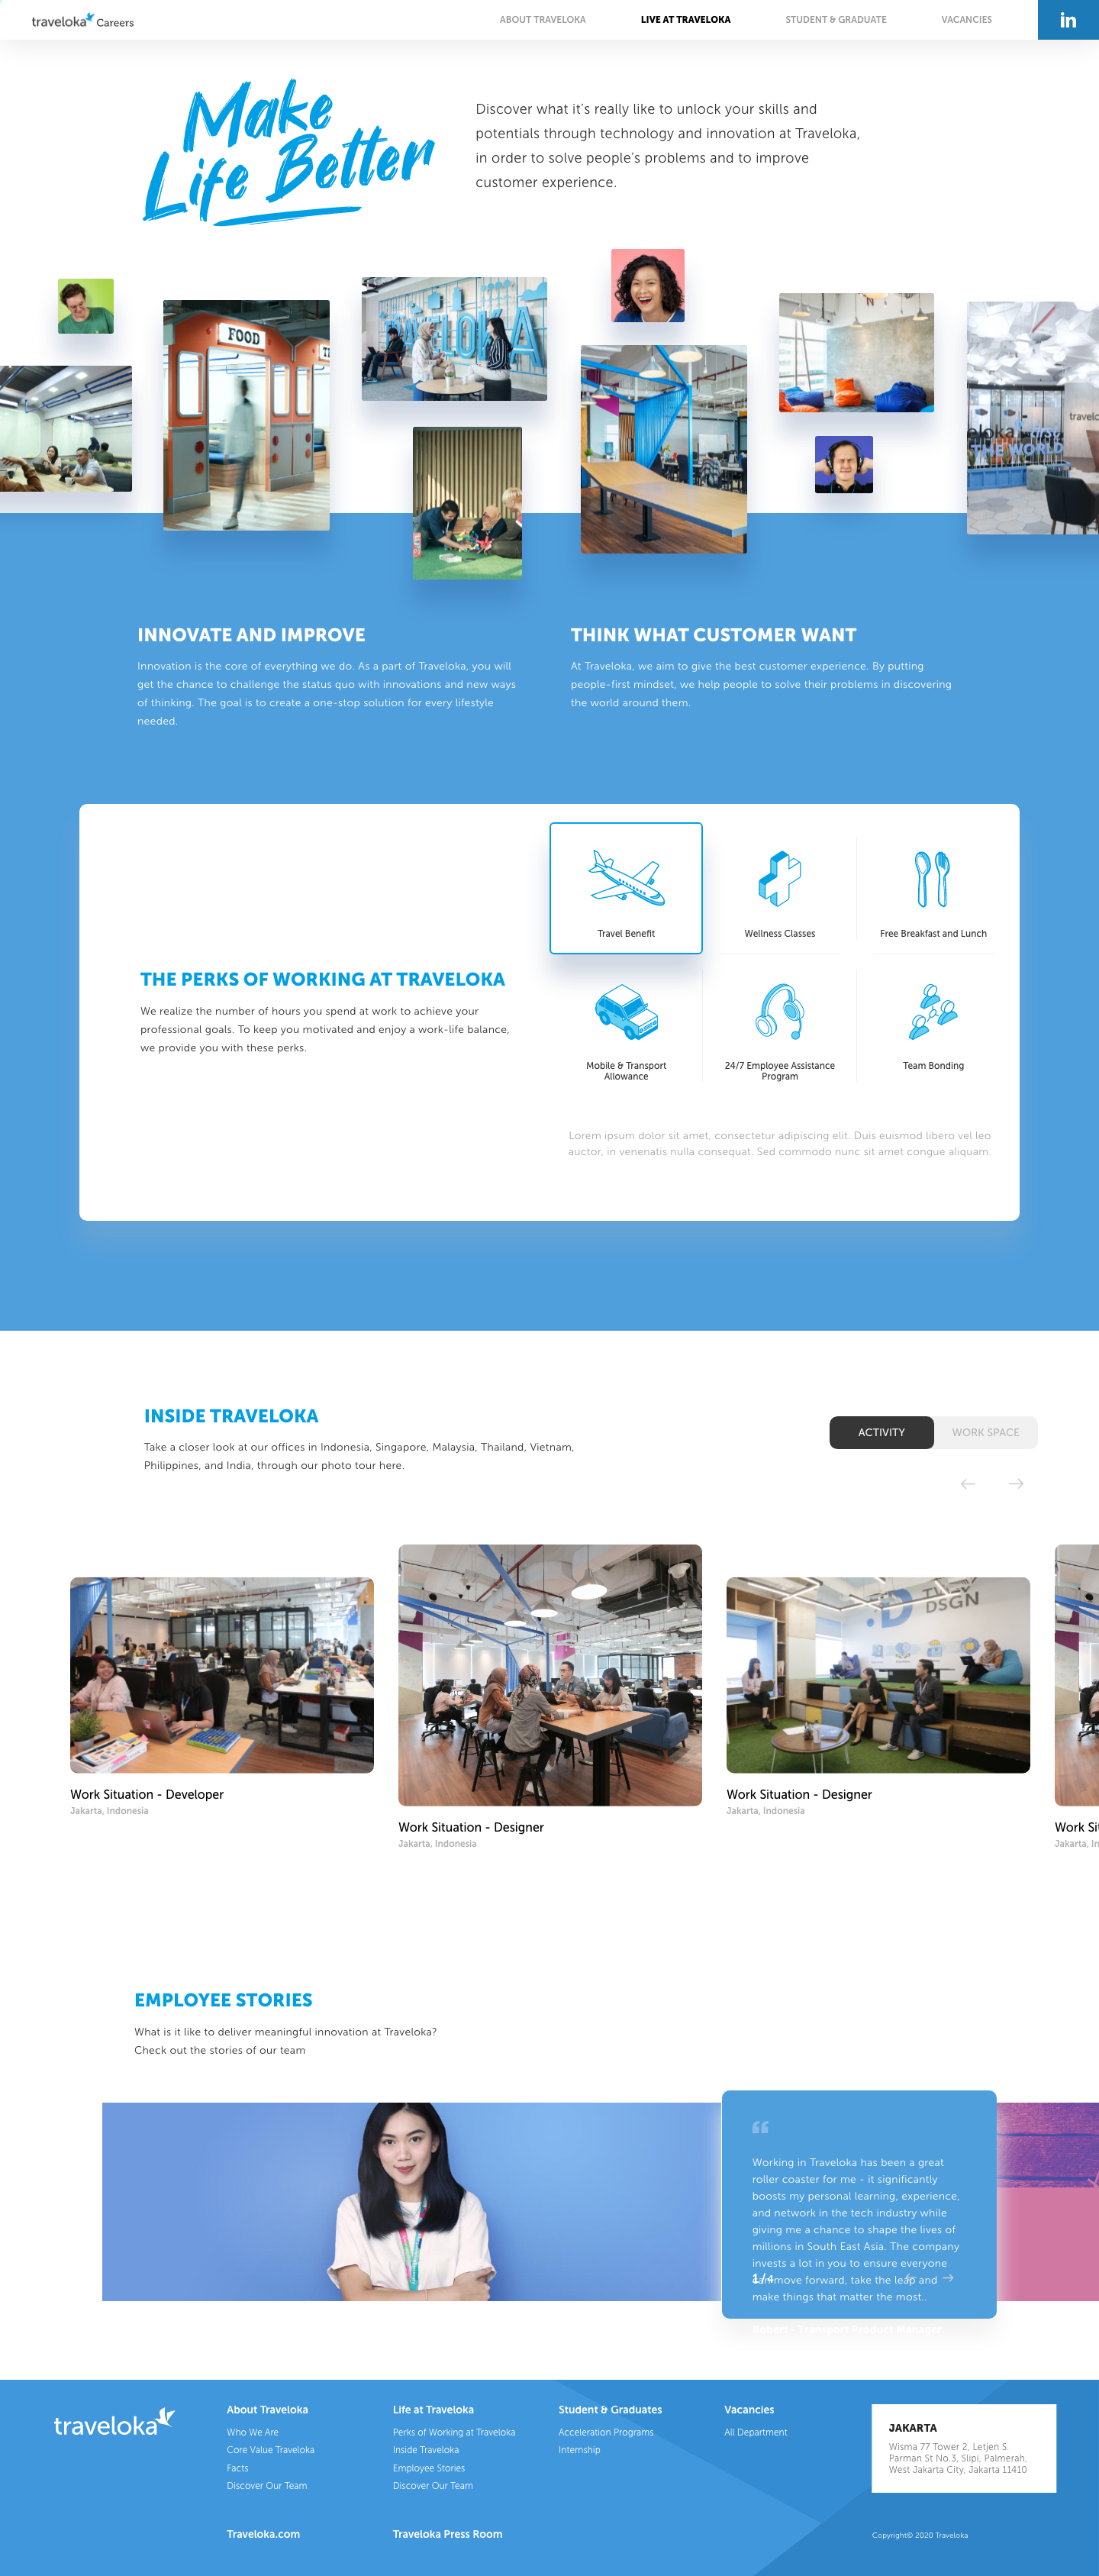 traveloka Careers
ABOUT TRAVELOKA
LIVE AT TRAVELOKA
STUDENT & GRADUATE
VACANCIES
in
Make
Life Better
Discover what it's really like to unlock your skills and
potentials through technology and innovation at Traveloka,
in order to solve people's problems and to improve
customer experience.
FOOD
LOKA
THE WORLD
INNOVATE AND IMPROVE
Innovation is the core of everything we do. As a part of Traveloka, you will
get the chance to challenge the status quo with innovations and new ways
of thinking. The goal is to create a one-stop solution for every lifestyle
needed.
THINK WHAT CUSTOMER WANT
At Traveloka, we aim to give the best customer experience. By putting
people-first mindset, we help people to solve their problems in discovering
the world around them.
THE PERKS OF WORKING AT TRAVELOKA
We realize the number of hours you spend at work to achieve your
professional goals. To keep you motivated and enjoy a work-life balance,
we provide you with these perks.
Travel Benefit
Wellness Classes
Free Breakfast and Lunch
Mobile & Transport
Allowance
24/7 Employee Assistance
Program
Team Bonding
Lorem ipsum dolor sit amet, consectetur adipiscing elit. Duis euismod libero vel leo
auctor, in venenatis nulla consequat. Sed commodo nunc sit amet congue aliquam.
INSIDE TRAVELOKA
Take a closer look at our offices in Indonesia, Singapore, Malaysia, Thailand, Vietnam,
Philippines, and India, through our photo tour here.
ACTIVITY
WORK SPACE
DSGN
Work Situation - Developer
Jakarta, Indonesia
Work Situation - Designer
Jakarta, Indonesia
Work Situation - Designer
Jakarta, Indonesia
Work Sit
Jakarta, In
EMPLOYEE STORIES
What is it like to deliver meaningful innovation at Traveloka?
Check out the stories of our team
Working in Traveloka has been a great
roller coaster for me - it significantly
boosts my personal learning, experience,
and network in the tech industry while
giving me a chance to shape the lives of
millions in South East Asia. The company
invests a lot in you to ensure everyone
can move forward, take the leap and
make things that matter the most..
1 / 4
traveloka
About Traveloka
Who We Are
Core Value Traveloka
Facts
Discover Our Team
Life at Traveloka
Perks of Working at Traveloka
Inside Traveloka
Employee Stories
Discover Our Team
Student & Graduates
Acceleration Programs
Internship
Vacancies
All Department
JAKARTA
Wisma 77 Tower 2, Letjen S.
Parman St No.3, Slipi, Palmerah,
West Jakarta City, Jakarta 11410
Traveloka.com
Traveloka Press Room
Copyright© 2020 Traveloka